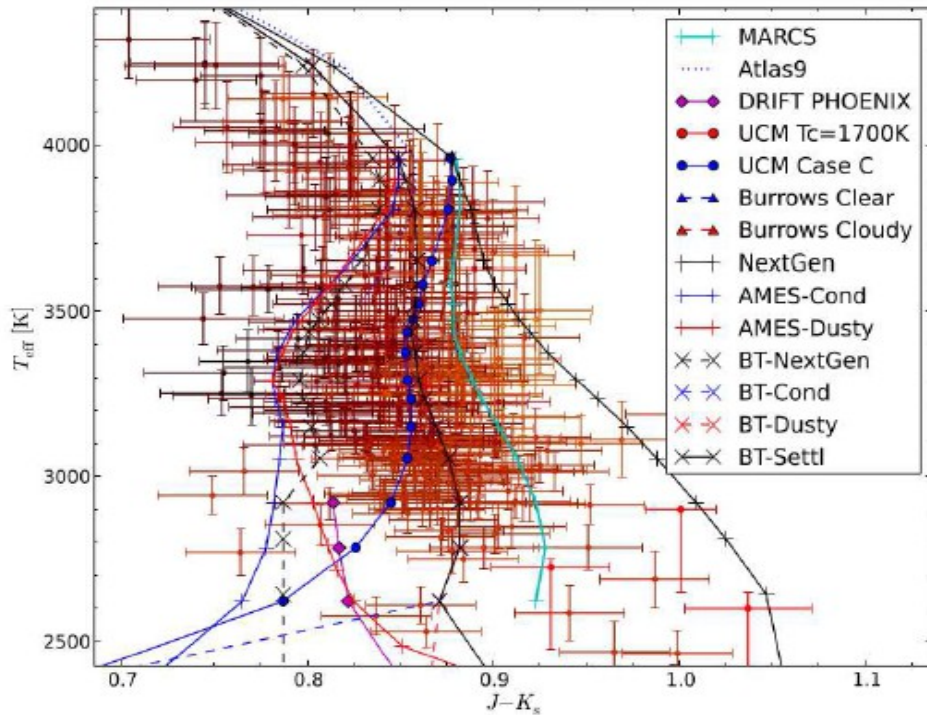 MARCS
Atlas9
DRIFT PHOENIX
UCM Tc=1700K
UCM Case C
Burrows Clear
Burrows Cloudy
NextGen
AMES-Cond
AMES-Dusty
BT-NextGen
BT-Cond
BT-Dusty
BT-Settl
4000
3500
3000
2500
T_eff [K]
0.7 0.8 0.9 1.0 1.1
J−K_s